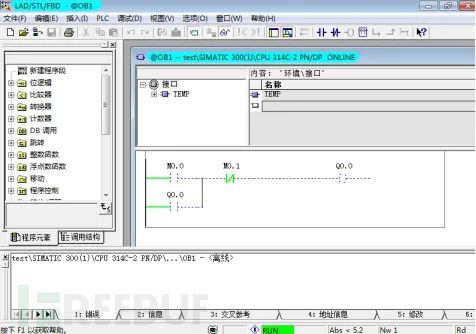 LAD/STL/FBD - @OB1
文件(F) 编辑(E) 插入(I) PLC 调试(D) 视图(V) 选项(O) 窗口(W) 帮助(H)
@OB1 -- test\SIMATIC 300(1)\CPU 314C-2 PN/DP ONLINE
新建程序段
位逻辑
比较器
转换器
计数器
DB 调用
跳转
整数函数
浮点数函数
移动
程序控制
程序元素 调用结构
接口
TEMP
内容: '环境\接口'
名称
TEMP
M0.0 M0.1 Q0.0
Q0.0
test\SIMATIC 300(1)\CPU 314C-2 PN/DP\...\OB1 - <离线>
1: 错误 2: 信息 3: 交叉参考 4: 地址信息 5: 修改 6:
REEBUF
按下 F1 以获取帮助。 RUN Abs < 5.2 Nw 1 Rd